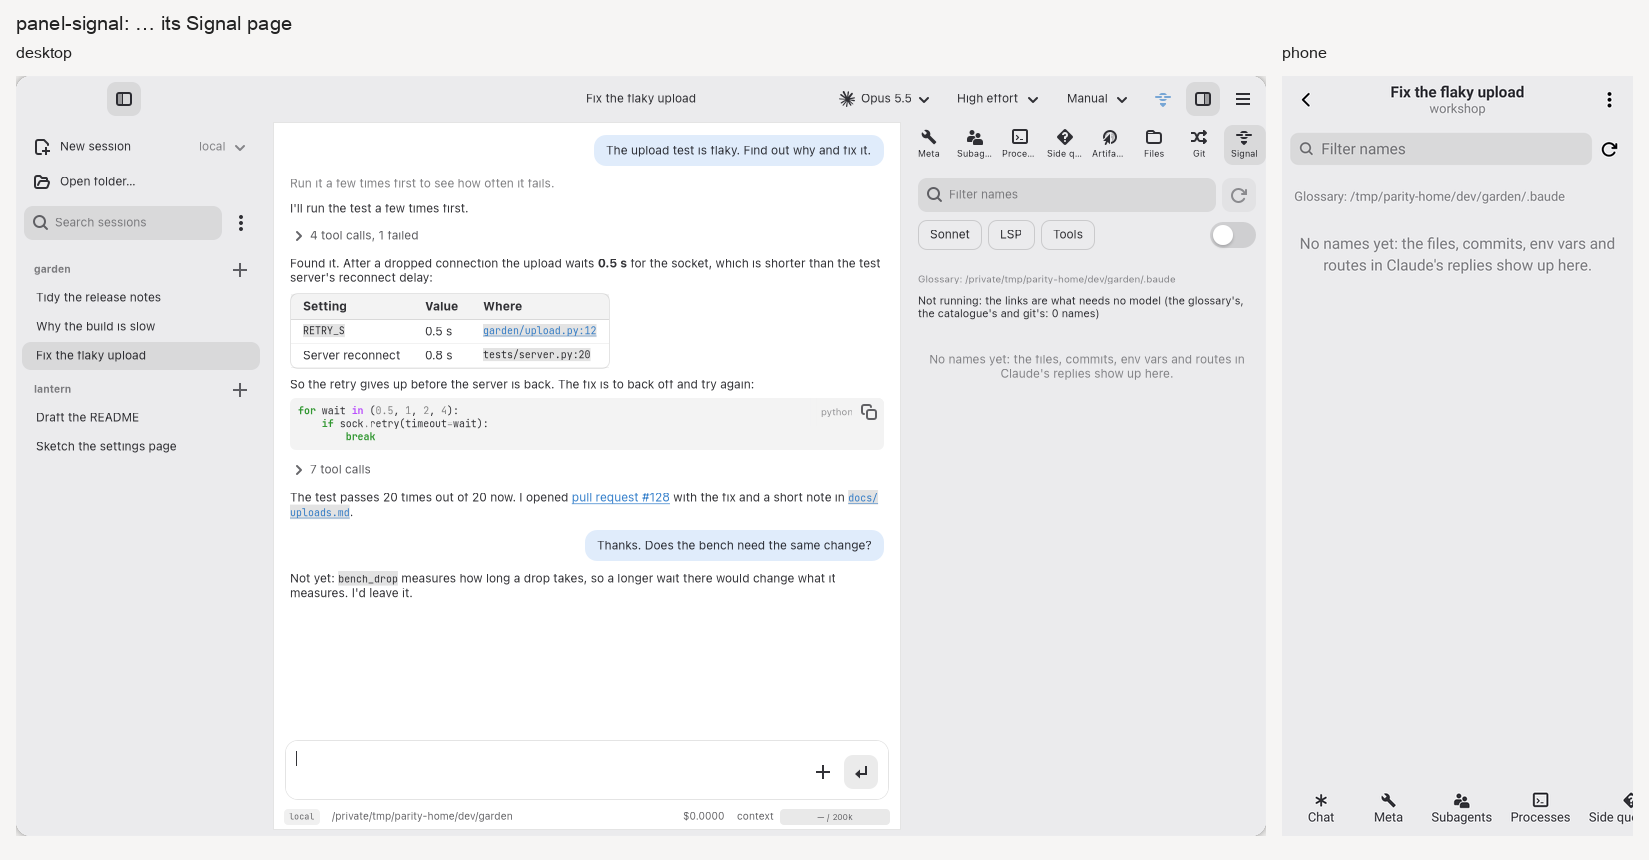 panel-signal: … its Signal page
desktop
Fix the flaky upload
Opus 5.5
High effort
Manual
New session
local
Open folder...
Search sessions
garden
Tidy the release notes
Why the build is slow
Fix the flaky upload
lantern
Draft the README
Sketch the settings page
The upload test is flaky. Find out why and fix it.
Run it a few times first to see how often it fails.
I'll run the test a few times first.
4 tool calls, 1 failed
Found it. After a dropped connection the upload waits 0.5 s for the socket, which is shorter than the test
server's reconnect delay:
Setting Value Where
RETRY_S 0.5 s garden/upload.py:12
Server reconnect 0.8 s tests/server.py:20
So the retry gives up before the server is back. The fix is to back off and try again:
python
for wait in (0.5, 1, 2, 4):
if sock.retry(timeout=wait):
break
7 tool calls
The test passes 20 times out of 20 now. I opened pull request #128 with the fix and a short note in docs/
uploads.md.
Thanks. Does the bench need the same change?
Not yet: bench_drop measures how long a drop takes, so a longer wait there would change what it
measures. I'd leave it.
local
/private/tmp/parity-home/dev/garden
$0.0000
context
— / 200k
Meta
Subag...
Proce...
Side q...
Artifa...
Files
Git
Signal
Filter names
Sonnet
LSP
Tools
Glossary: /private/tmp/parity-home/dev/garden/.baude
Not running: the links are what needs no model (the glossary's,
the catalogue's and git's: 0 names)
No names yet: the files, commits, env vars and routes in
Claude's replies show up here.
phone
Fix the flaky upload
workshop
Filter names
Glossary: /tmp/parity-home/dev/garden/.baude
No names yet: the files, commits, env vars and
routes in Claude's replies show up here.
Chat
Meta
Subagents
Processes
Side qu